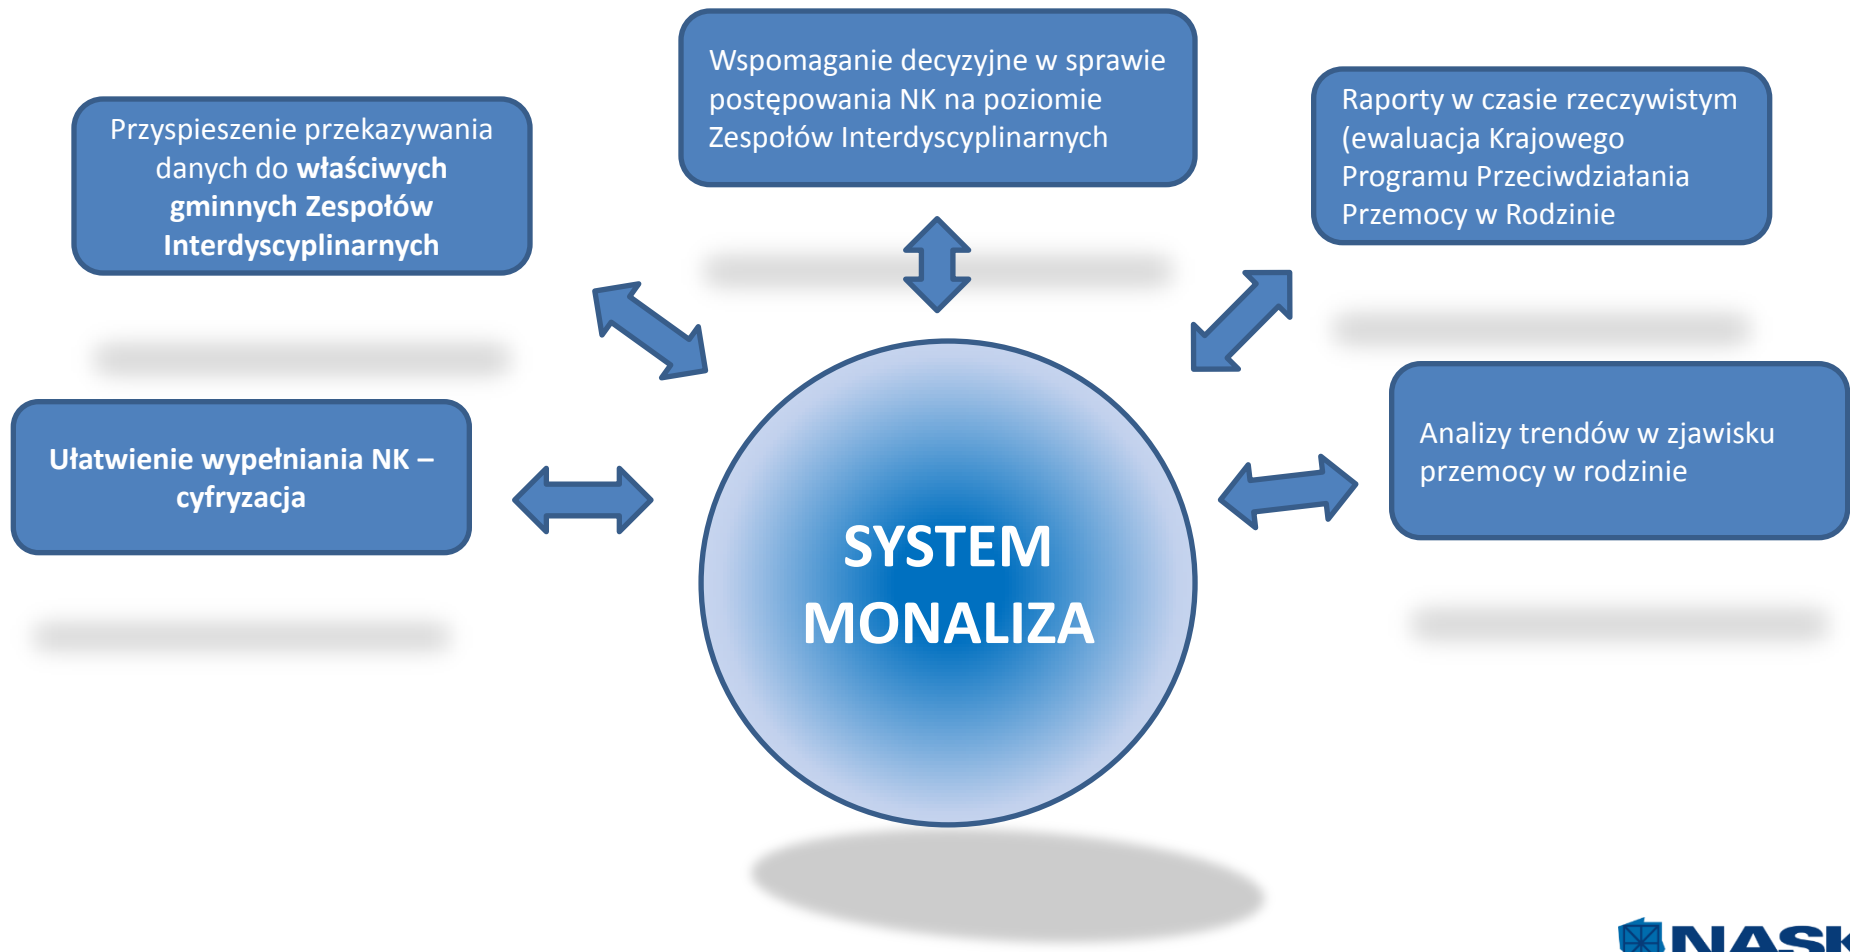 Wspomaganie decyzyjne w sprawie
postępowania NK na poziomie
Zespołów Interdyscyplinarnych
Przyspieszenie przekazywania
danych do właściwych
gminnych Zespołów
Interdyscyplinarnych
Raporty w czasie rzeczywistym
(ewaluacja Krajowego
Programu Przeciwdziałania
Przemocy w Rodzinie
Ułatwienie wypełniania NK –
cyfryzacja
Analizy trendów w zjawisku
przemocy w rodzinie
SYSTEM
MONALIZA
NASK